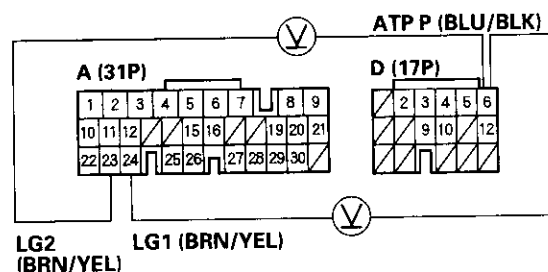 ATP P (BLU/BLK)
A (31P)
D (17P)
V
1 2 3 4 5 6 7 8 9
2 3 4 5 6
10 11 12 15 16 19 20 21
9 10 12
22 23 24 25 26 27 28 29 30
V
LG2
(BRN/YEL)
LG1 (BRN/YEL)